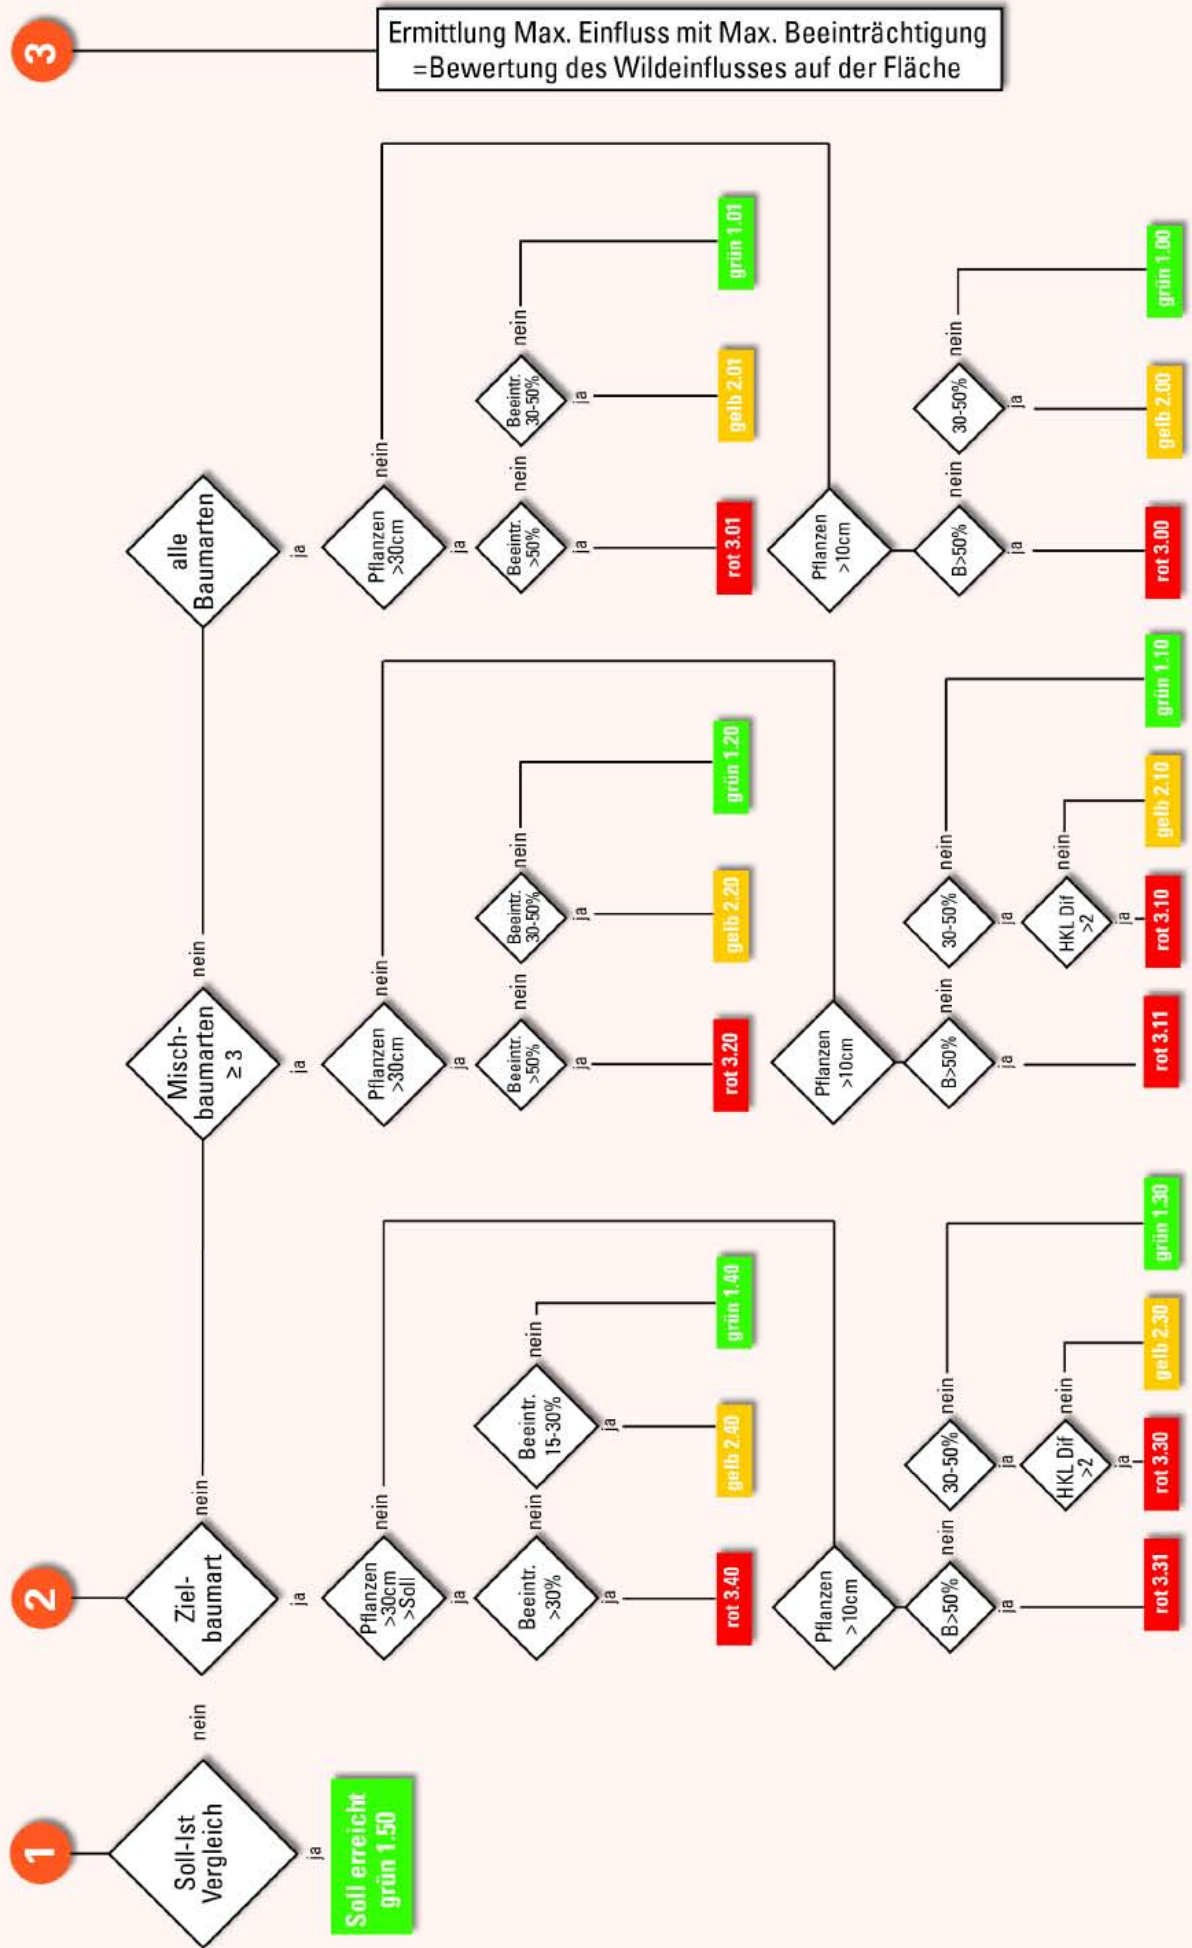 1
Soll-Ist
Vergleich
nein
ja
Soll erreicht
grün 1.50
2
Ziel-
baumart
nein
ja
Pflanzen
>30cm
>Soll
nein
ja
Beeintr.
>30%
nein
ja
Beeintr.
15-30%
nein
ja
rot 3.40
gelb 2.40
grün 1.40
Pflanzen
>10cm
B>50%
nein
ja
30-50%
nein
ja
HKL Dif
>2
nein
ja
rot 3.31
rot 3.30
gelb 2.30
grün 1.30
Misch-
baumarten
≥ 3
nein
ja
Pflanzen
>30cm
nein
ja
Beeintr.
>50%
nein
ja
Beeintr.
30-50%
nein
ja
rot 3.20
gelb 2.20
grün 1.20
Pflanzen
>10cm
B>50%
nein
ja
30-50%
nein
ja
HKL Dif
>2
nein
ja
rot 3.11
rot 3.10
gelb 2.10
grün 1.10
alle
Baumarten
ja
Pflanzen
>30cm
nein
ja
Beeintr.
>50%
nein
ja
Beeintr.
30-50%
nein
ja
rot 3.01
gelb 2.01
grün 1.01
Pflanzen
>10cm
B>50%
nein
ja
30-50%
nein
ja
rot 3.00
gelb 2.00
grün 1.00
3
Ermittlung Max. Einfluss mit Max. Beeinträchtigung
=Bewertung des Wildeinflusses auf der Fläche